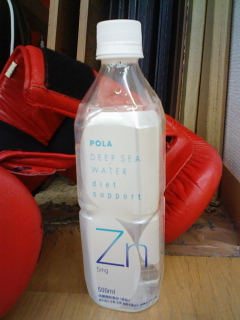 POLA
DEEP SEA
WATER
diet
support
Zn
5mg
500ml